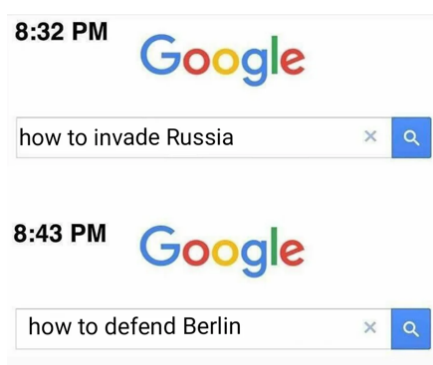 8:32 PM
Google
how to invade Russia
8:43 PM
Google
how to defend Berlin